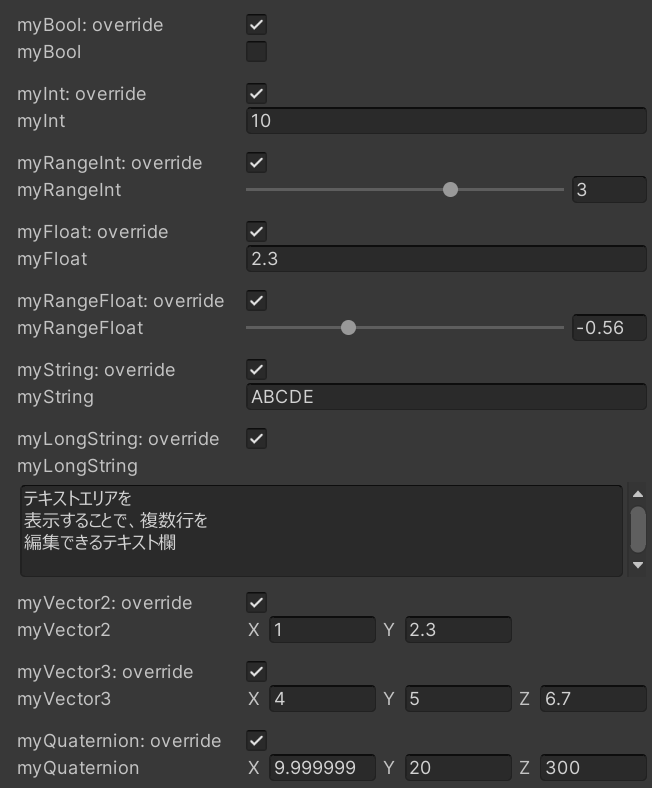 myBool: override
myBool
myInt: override
myInt 10
myRangeInt: override
myRangeInt 3
myFloat: override
myFloat 2.3
myRangeFloat: override
myRangeFloat -0.56
myString: override
myString ABCDE
myLongString: override
myLongString
テキストエリアを
表示することで、複数行を
編集できるテキスト欄
myVector2: override
myVector2 X 1 Y 2.3
myVector3: override
myVector3 X 4 Y 5 Z 6.7
myQuaternion: override
myQuaternion X 9.999999 Y 20 Z 300